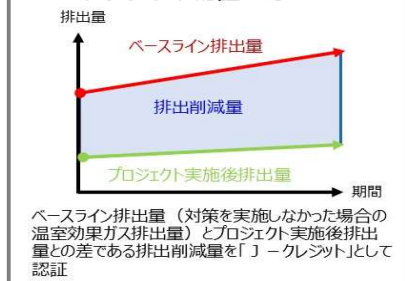 排出量
ベースライン排出量
排出削減量
プロジェクト実施後排出量
期間
ベースライン排出量（対策を実施しなかった場合の
温室効果ガス排出量）とプロジェクト実施後排出
量との差である排出削減量を「Ｊ－クレジット」として
認証